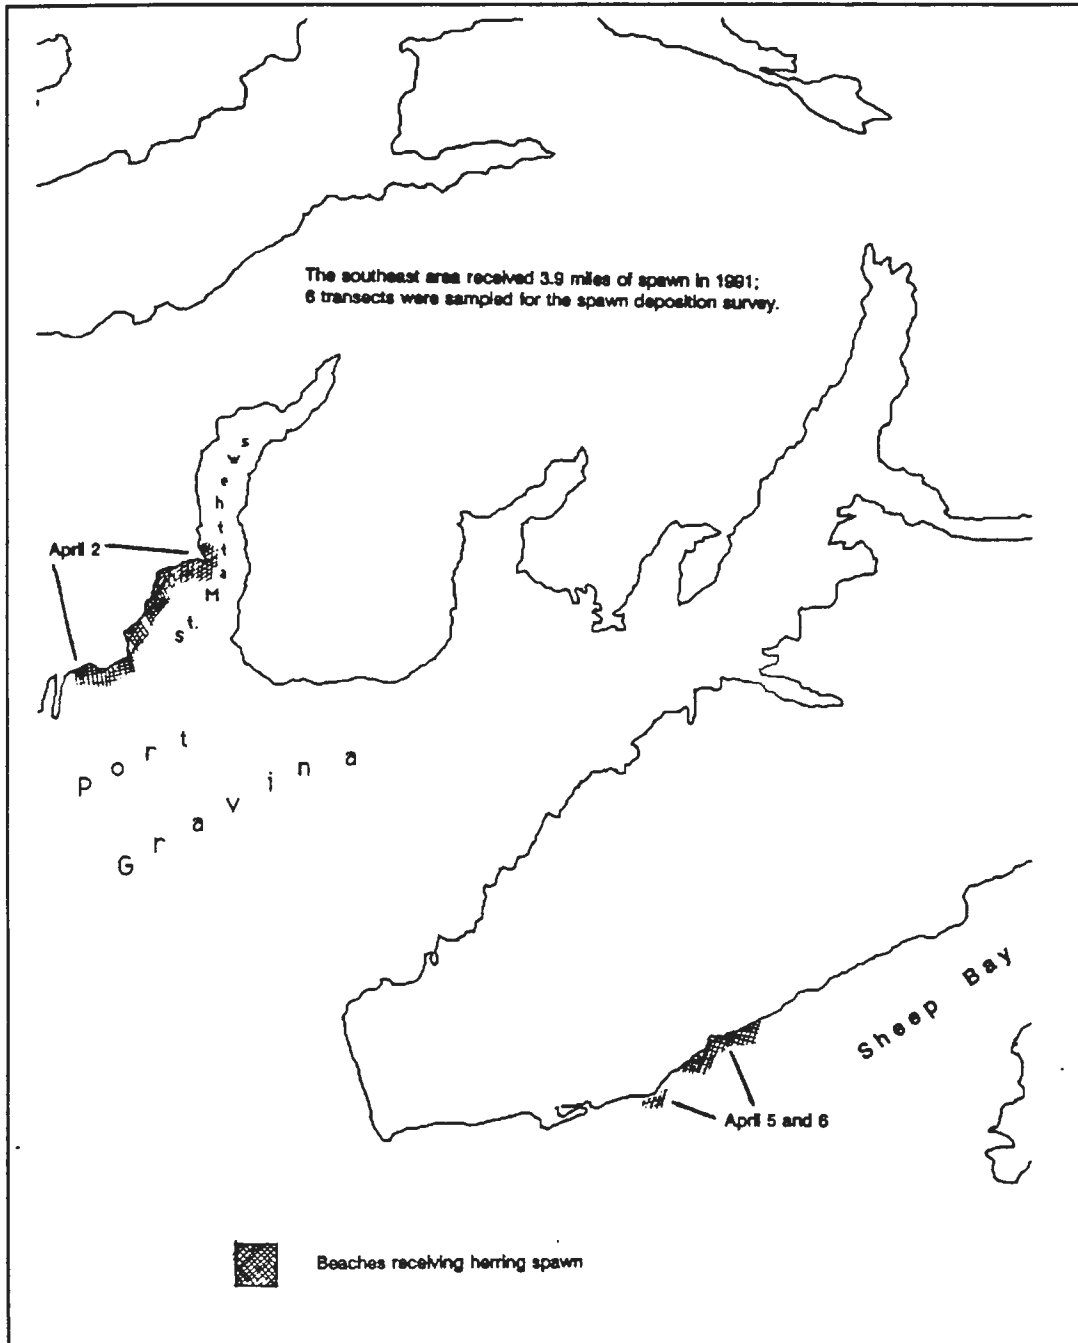 The southeast area received 3.9 miles of spawn in 1991;
6 transects were sampled for the spawn deposition survey.
April 2
St. Matthews
Port
Gravina
Sheep Bay
April 5 and 6
Beaches receiving herring spawn